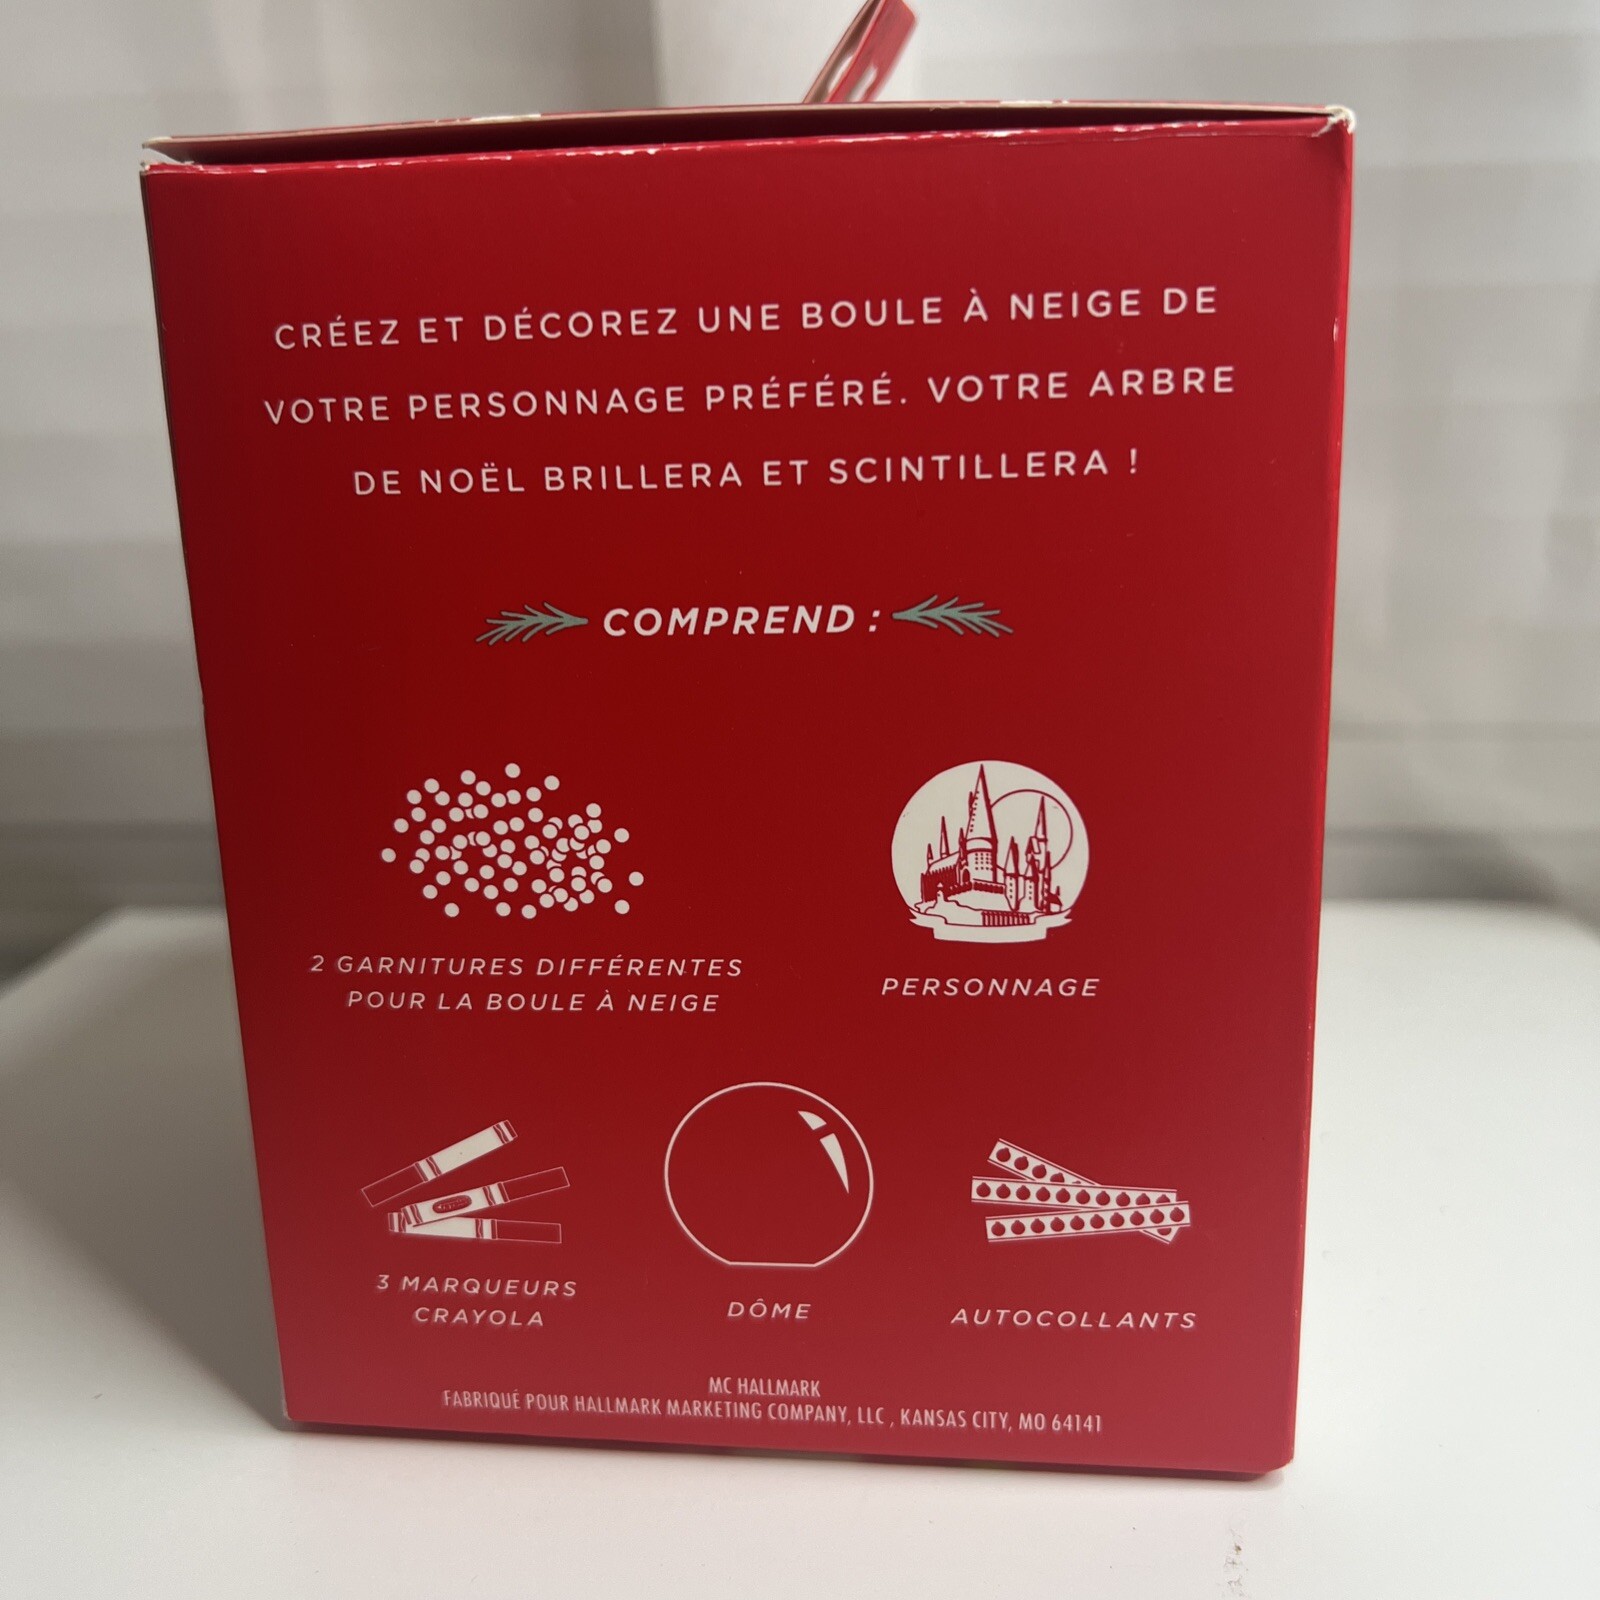 CRÉEZ ET DÉCOREZ UNE BOULE À NEIGE DE
VOTRE PERSONNAGE PRÉFÉRÉ. VOTRE ARBRE
DE NOËL BRILLERA ET SCINTILLERA !
COMPREND :
2 GARNITURES DIFFÉRENTES
POUR LA BOULE À NEIGE
PERSONNAGE
3 MARQUEURS
CRAYOLA
DÔME
AUTOCOLLANTS
MC HALLMARK
FABRIQUÉ POUR HALLMARK MARKETING COMPANY, LLC , KANSAS CITY, MO 64141